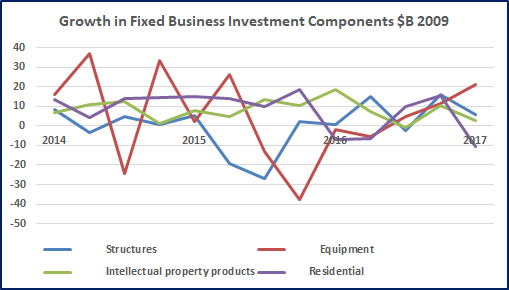 Growth in Fixed Business Investment Components $B 2009
40
30
20
10
0
-10
2014 2015 2016 2017
-20
-30
-40
-50
Structures Equipment
Intellectual property products Residential